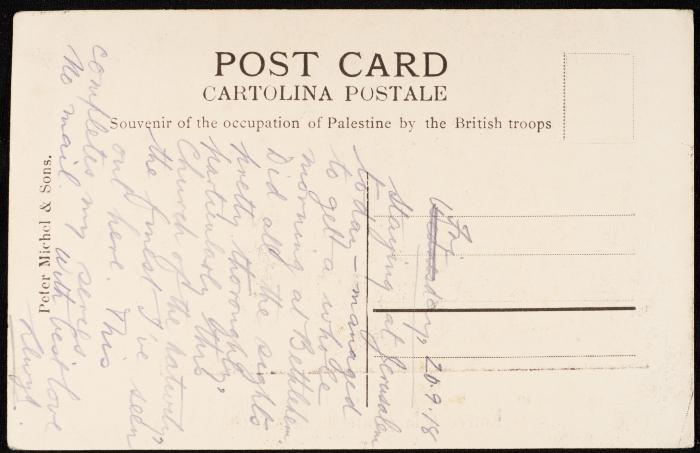 POST CARD
CARTOLINA POSTALE
Souvenir of the occupation of Palestine by the British troops
Peter Michel & Sons.
Fri
day, 20.9.18
Staying at Jerusalem
today – managed
to get a whole
morning at Bethlehem.
Did all the sights
pretty thoroughly,
particularly this
Church of the Nativity,
the finest I've seen
out here. This
completes my series.
No mail. With best love